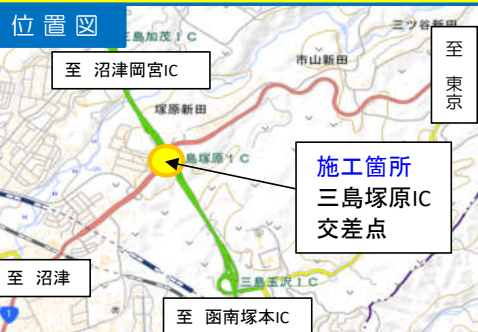 位置図
三島加茂IC
三ツ谷新田
至 沼津岡宮IC
至 東京
市山新田
塚原新田
島塚原IC
施工箇所
三島塚原IC
交差点
至 沼津
三島玉沢IC
至 函南塚本IC
1